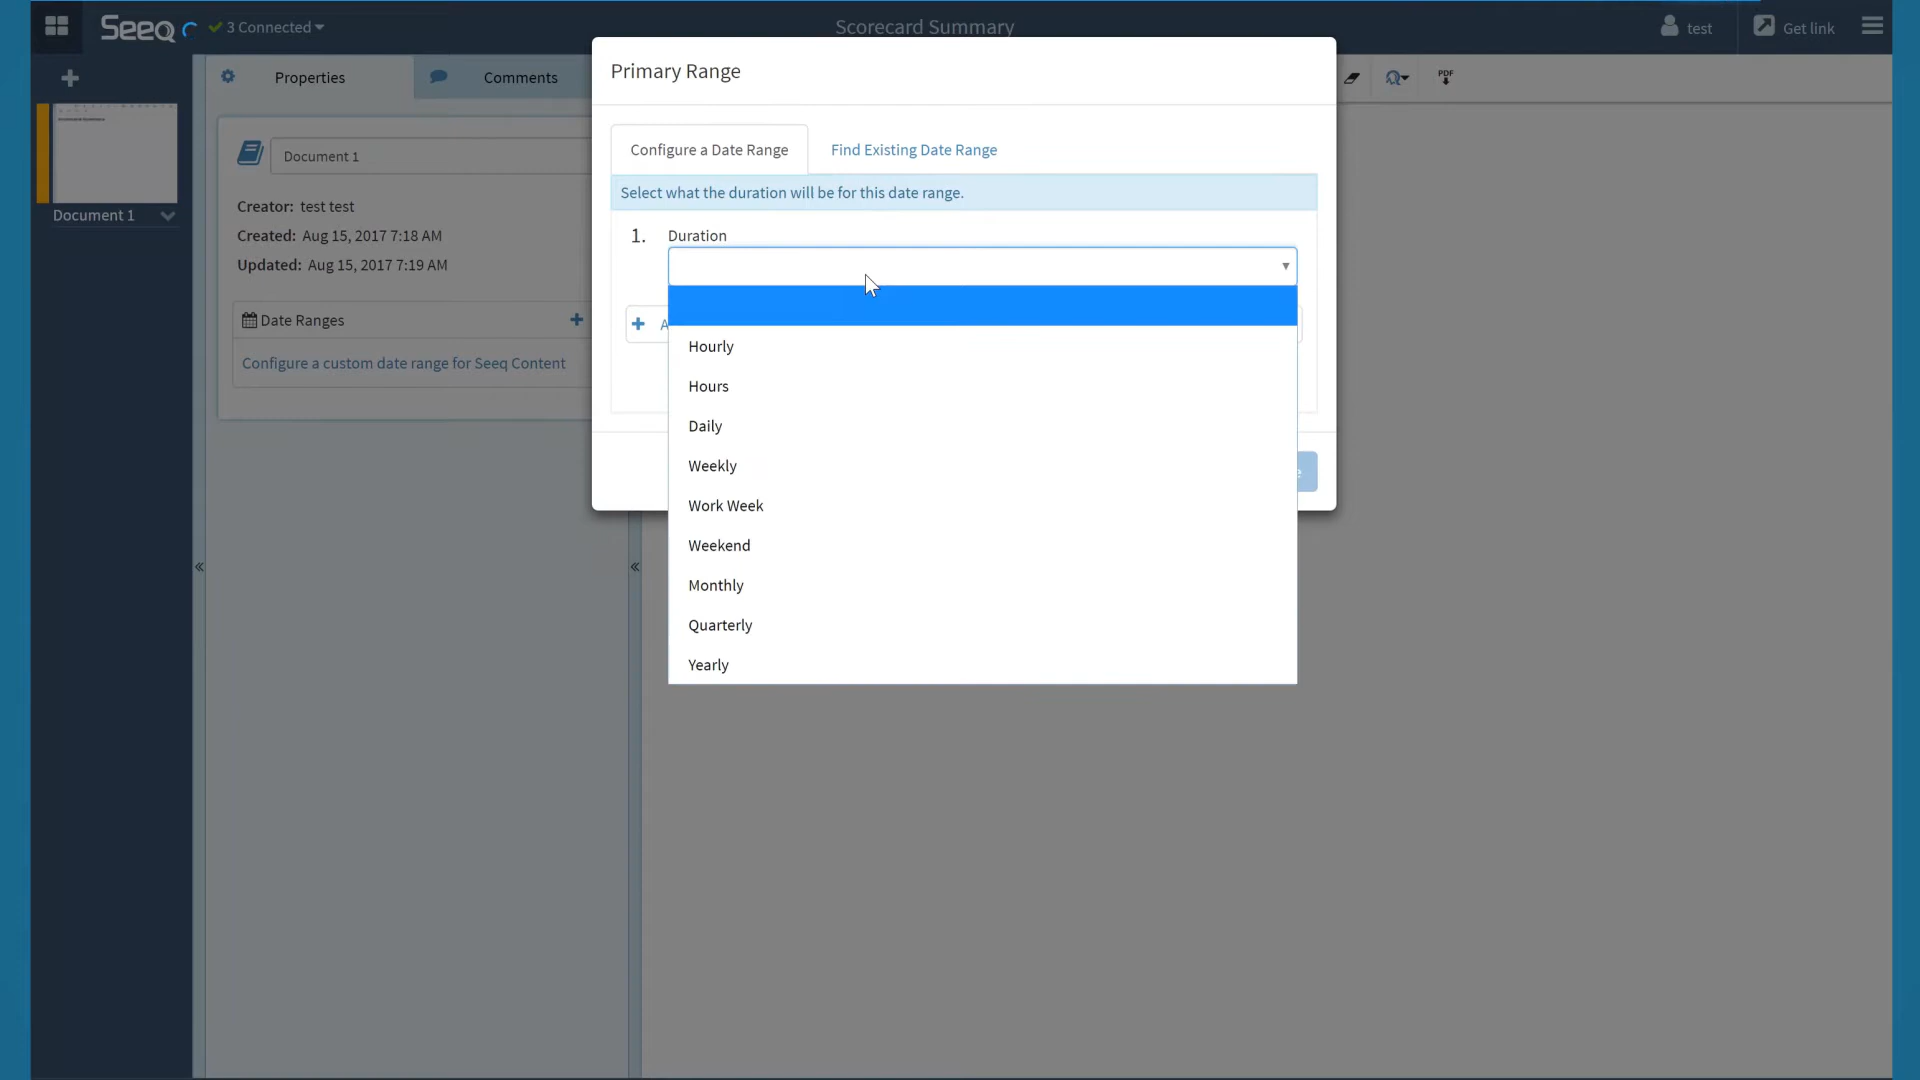 Seeq
3 Connected
Scorecard Summary
test
Get link
Properties
Comments
PDF
Primary Range
Configure a Date Range
Find Existing Date Range
Select what the duration will be for this date range.
1.
Duration
A
Hourly
Hours
Daily
Weekly
Work Week
Weekend
Monthly
Quarterly
Yearly
Document 1
Document 1
Creator: test test
Created: Aug 15, 2017 7:18 AM
Updated: Aug 15, 2017 7:19 AM
Date Ranges
Configure a custom date range for Seeq Content